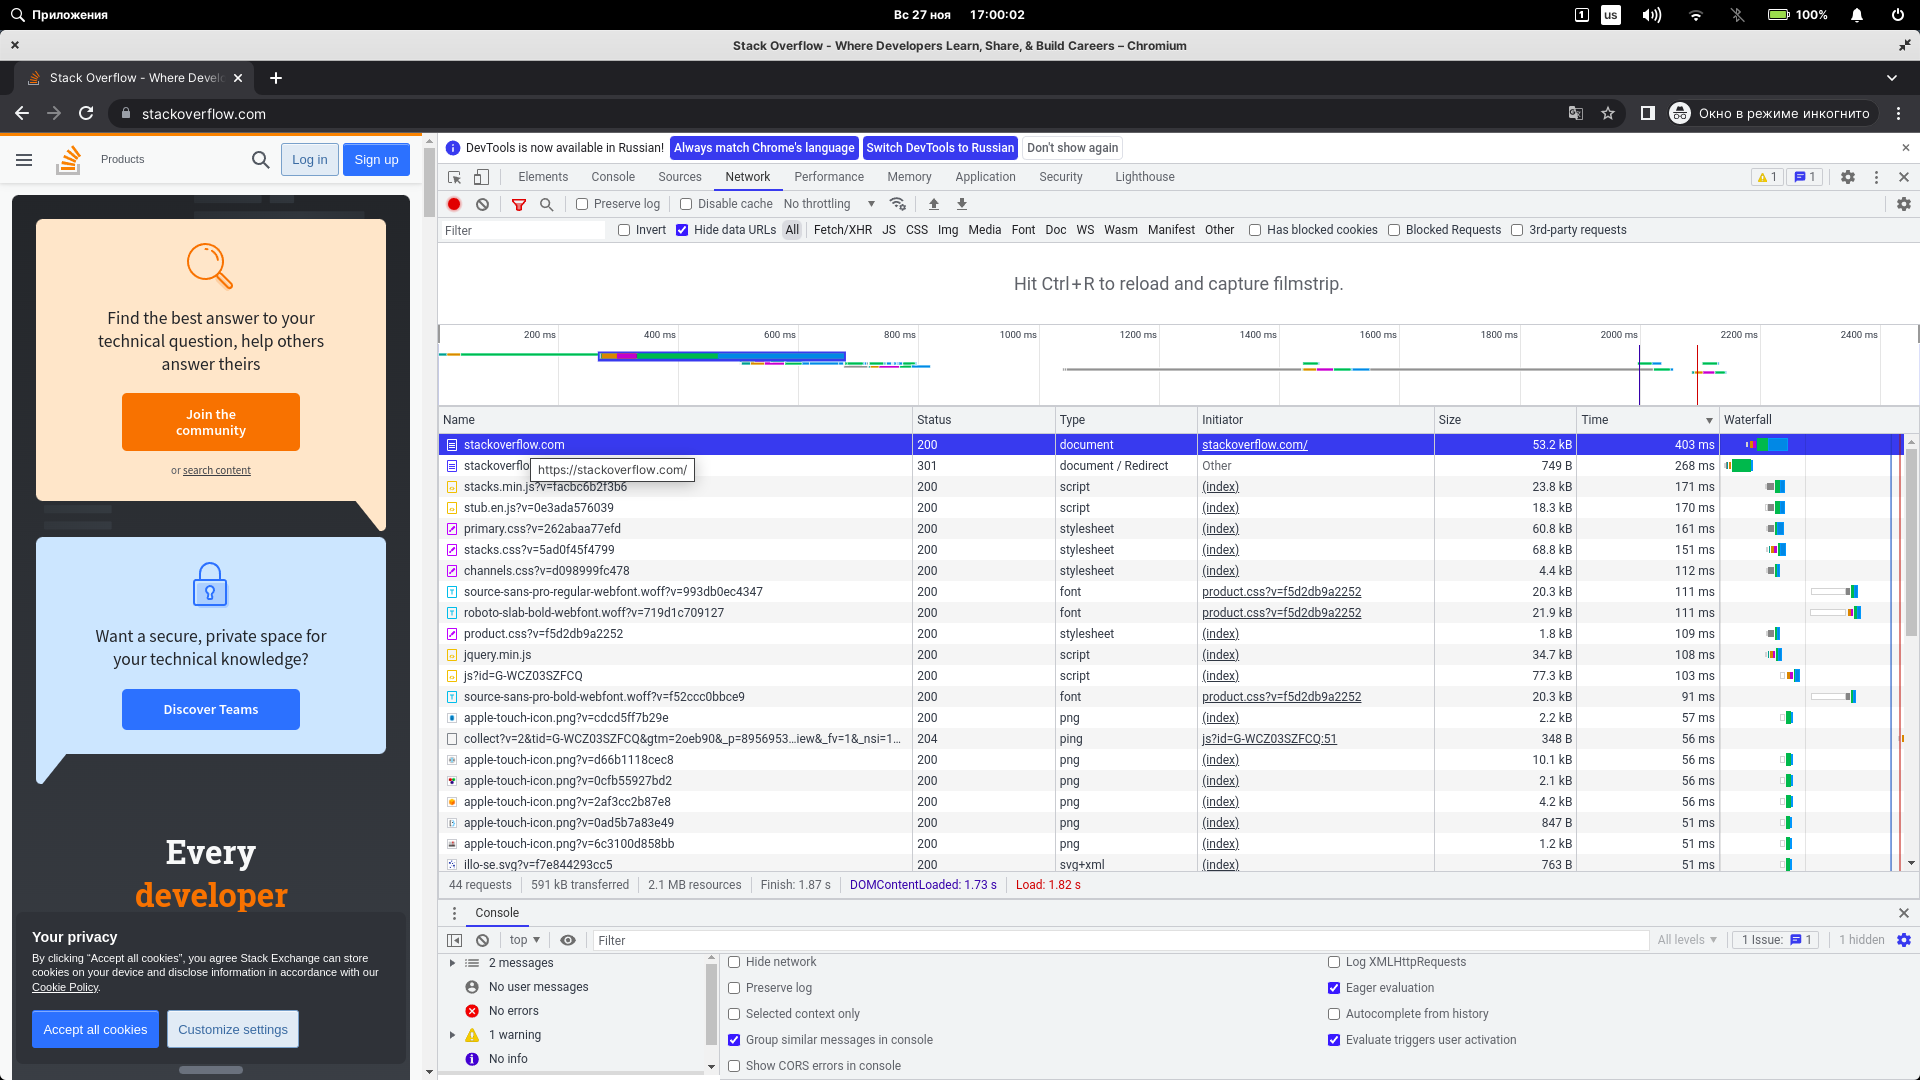 Приложения
Вс 27 ноя 17:00:02
1 us 100%
Stack Overflow - Where Developers Learn, Share, & Build Careers – Chromium
Stack Overflow - Where Devel
stackoverflow.com
Окно в режиме инкогнито
Products
Log in
Sign up
Find the best answer to your
technical question, help others
answer theirs
Join the
community
or search content
Want a secure, private space for
your technical knowledge?
Discover Teams
Every
developer
Your privacy
By clicking “Accept all cookies”, you agree Stack Exchange can store
cookies on your device and disclose information in accordance with our
Cookie Policy.
Accept all cookies
Customize settings
DevTools is now available in Russian! Always match Chrome's language Switch DevTools to Russian Don't show again
Elements Console Sources Network Performance Memory Application Security Lighthouse 1 1
Preserve log Disable cache No throttling
Filter Invert Hide data URLs All Fetch/XHR JS CSS Img Media Font Doc WS Wasm Manifest Other Has blocked cookies Blocked Requests 3rd-party requests
Hit Ctrl+R to reload and capture filmstrip.
200 ms 400 ms 600 ms 800 ms 1000 ms 1200 ms 1400 ms 1600 ms 1800 ms 2000 ms 2200 ms 2400 ms
Name Status Type Initiator Size Time Waterfall
stackoverflow.com 200 document stackoverflow.com/ 53.2 kB 403 ms
stackoverflo 301 document / Redirect Other 749 B 268 ms
https://stackoverflow.com/
stacks.min.js?v=facbc6b2f3b6 200 script (index) 23.8 kB 171 ms
stub.en.js?v=0e3ada576039 200 script (index) 18.3 kB 170 ms
primary.css?v=262abaa77efd 200 stylesheet (index) 60.8 kB 161 ms
stacks.css?v=5ad0f45f4799 200 stylesheet (index) 68.8 kB 151 ms
channels.css?v=d098999fc478 200 stylesheet (index) 4.4 kB 112 ms
source-sans-pro-regular-webfont.woff?v=993db0ec4347 200 font product.css?v=f5d2db9a2252 20.3 kB 111 ms
roboto-slab-bold-webfont.woff?v=719d1c709127 200 font product.css?v=f5d2db9a2252 21.9 kB 111 ms
product.css?v=f5d2db9a2252 200 stylesheet (index) 1.8 kB 109 ms
jquery.min.js 200 script (index) 34.7 kB 108 ms
js?id=G-WCZ03SZFCQ 200 script (index) 77.3 kB 103 ms
source-sans-pro-bold-webfont.woff?v=f52ccc0bbce9 200 font product.css?v=f5d2db9a2252 20.3 kB 91 ms
apple-touch-icon.png?v=cdcd5ff7b29e 200 png (index) 2.2 kB 57 ms
collect?v=2&tid=G-WCZ03SZFCQ&gtm=2oeb90&_p=8956953…iew&_fv=1&_nsi=1… 204 ping js?id=G-WCZ03SZFCQ:51 348 B 56 ms
apple-touch-icon.png?v=d66b1118cec8 200 png (index) 10.1 kB 56 ms
apple-touch-icon.png?v=0cfb55927bd2 200 png (index) 2.1 kB 56 ms
apple-touch-icon.png?v=2af3cc2b87e8 200 png (index) 4.2 kB 56 ms
apple-touch-icon.png?v=0ad5b7a83e49 200 png (index) 847 B 51 ms
apple-touch-icon.png?v=6c3100d858bb 200 png (index) 1.2 kB 51 ms
illo-se.svg?v=f7e844293cc5 200 svg+xml (index) 763 B 51 ms
44 requests 591 kB transferred 2.1 MB resources Finish: 1.87 s DOMContentLoaded: 1.73 s Load: 1.82 s
Console
top Filter All levels 1 Issue: 1 1 hidden
2 messages
No user messages
No errors
1 warning
No info
Hide network
Preserve log
Selected context only
Group similar messages in console
Show CORS errors in console
Log XMLHttpRequests
Eager evaluation
Autocomplete from history
Evaluate triggers user activation